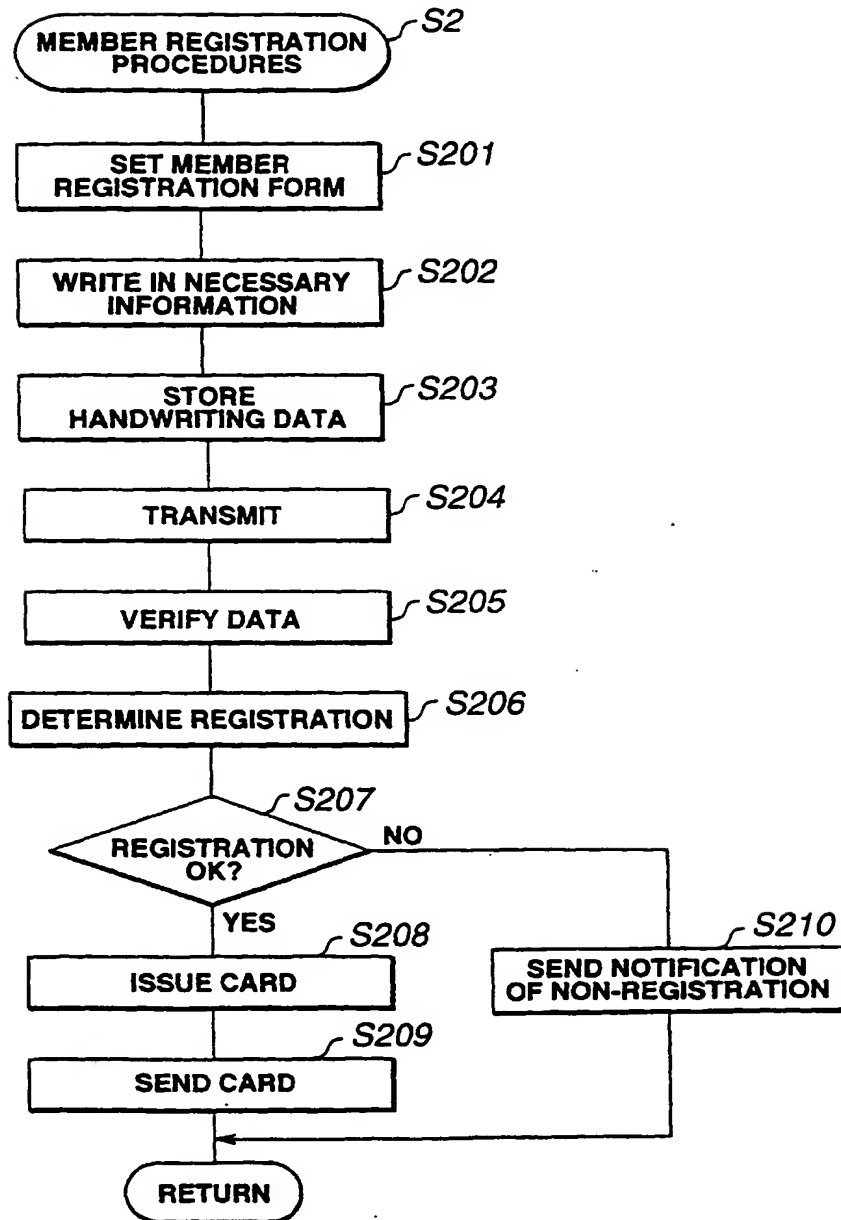 MEMBER REGISTRATION
PROCEDURES
S2
SET MEMBER
REGISTRATION FORM
S201
WRITE IN NECESSARY
INFORMATION
S202
STORE
HANDWRITING DATA
S203
TRANSMIT
S204
VERIFY DATA
S205
DETERMINE REGISTRATION
S206
S207
REGISTRATION
OK?
NO
YES
S208
ISSUE CARD
S210
SEND NOTIFICATION
OF NON-REGISTRATION
S209
SEND CARD
RETURN